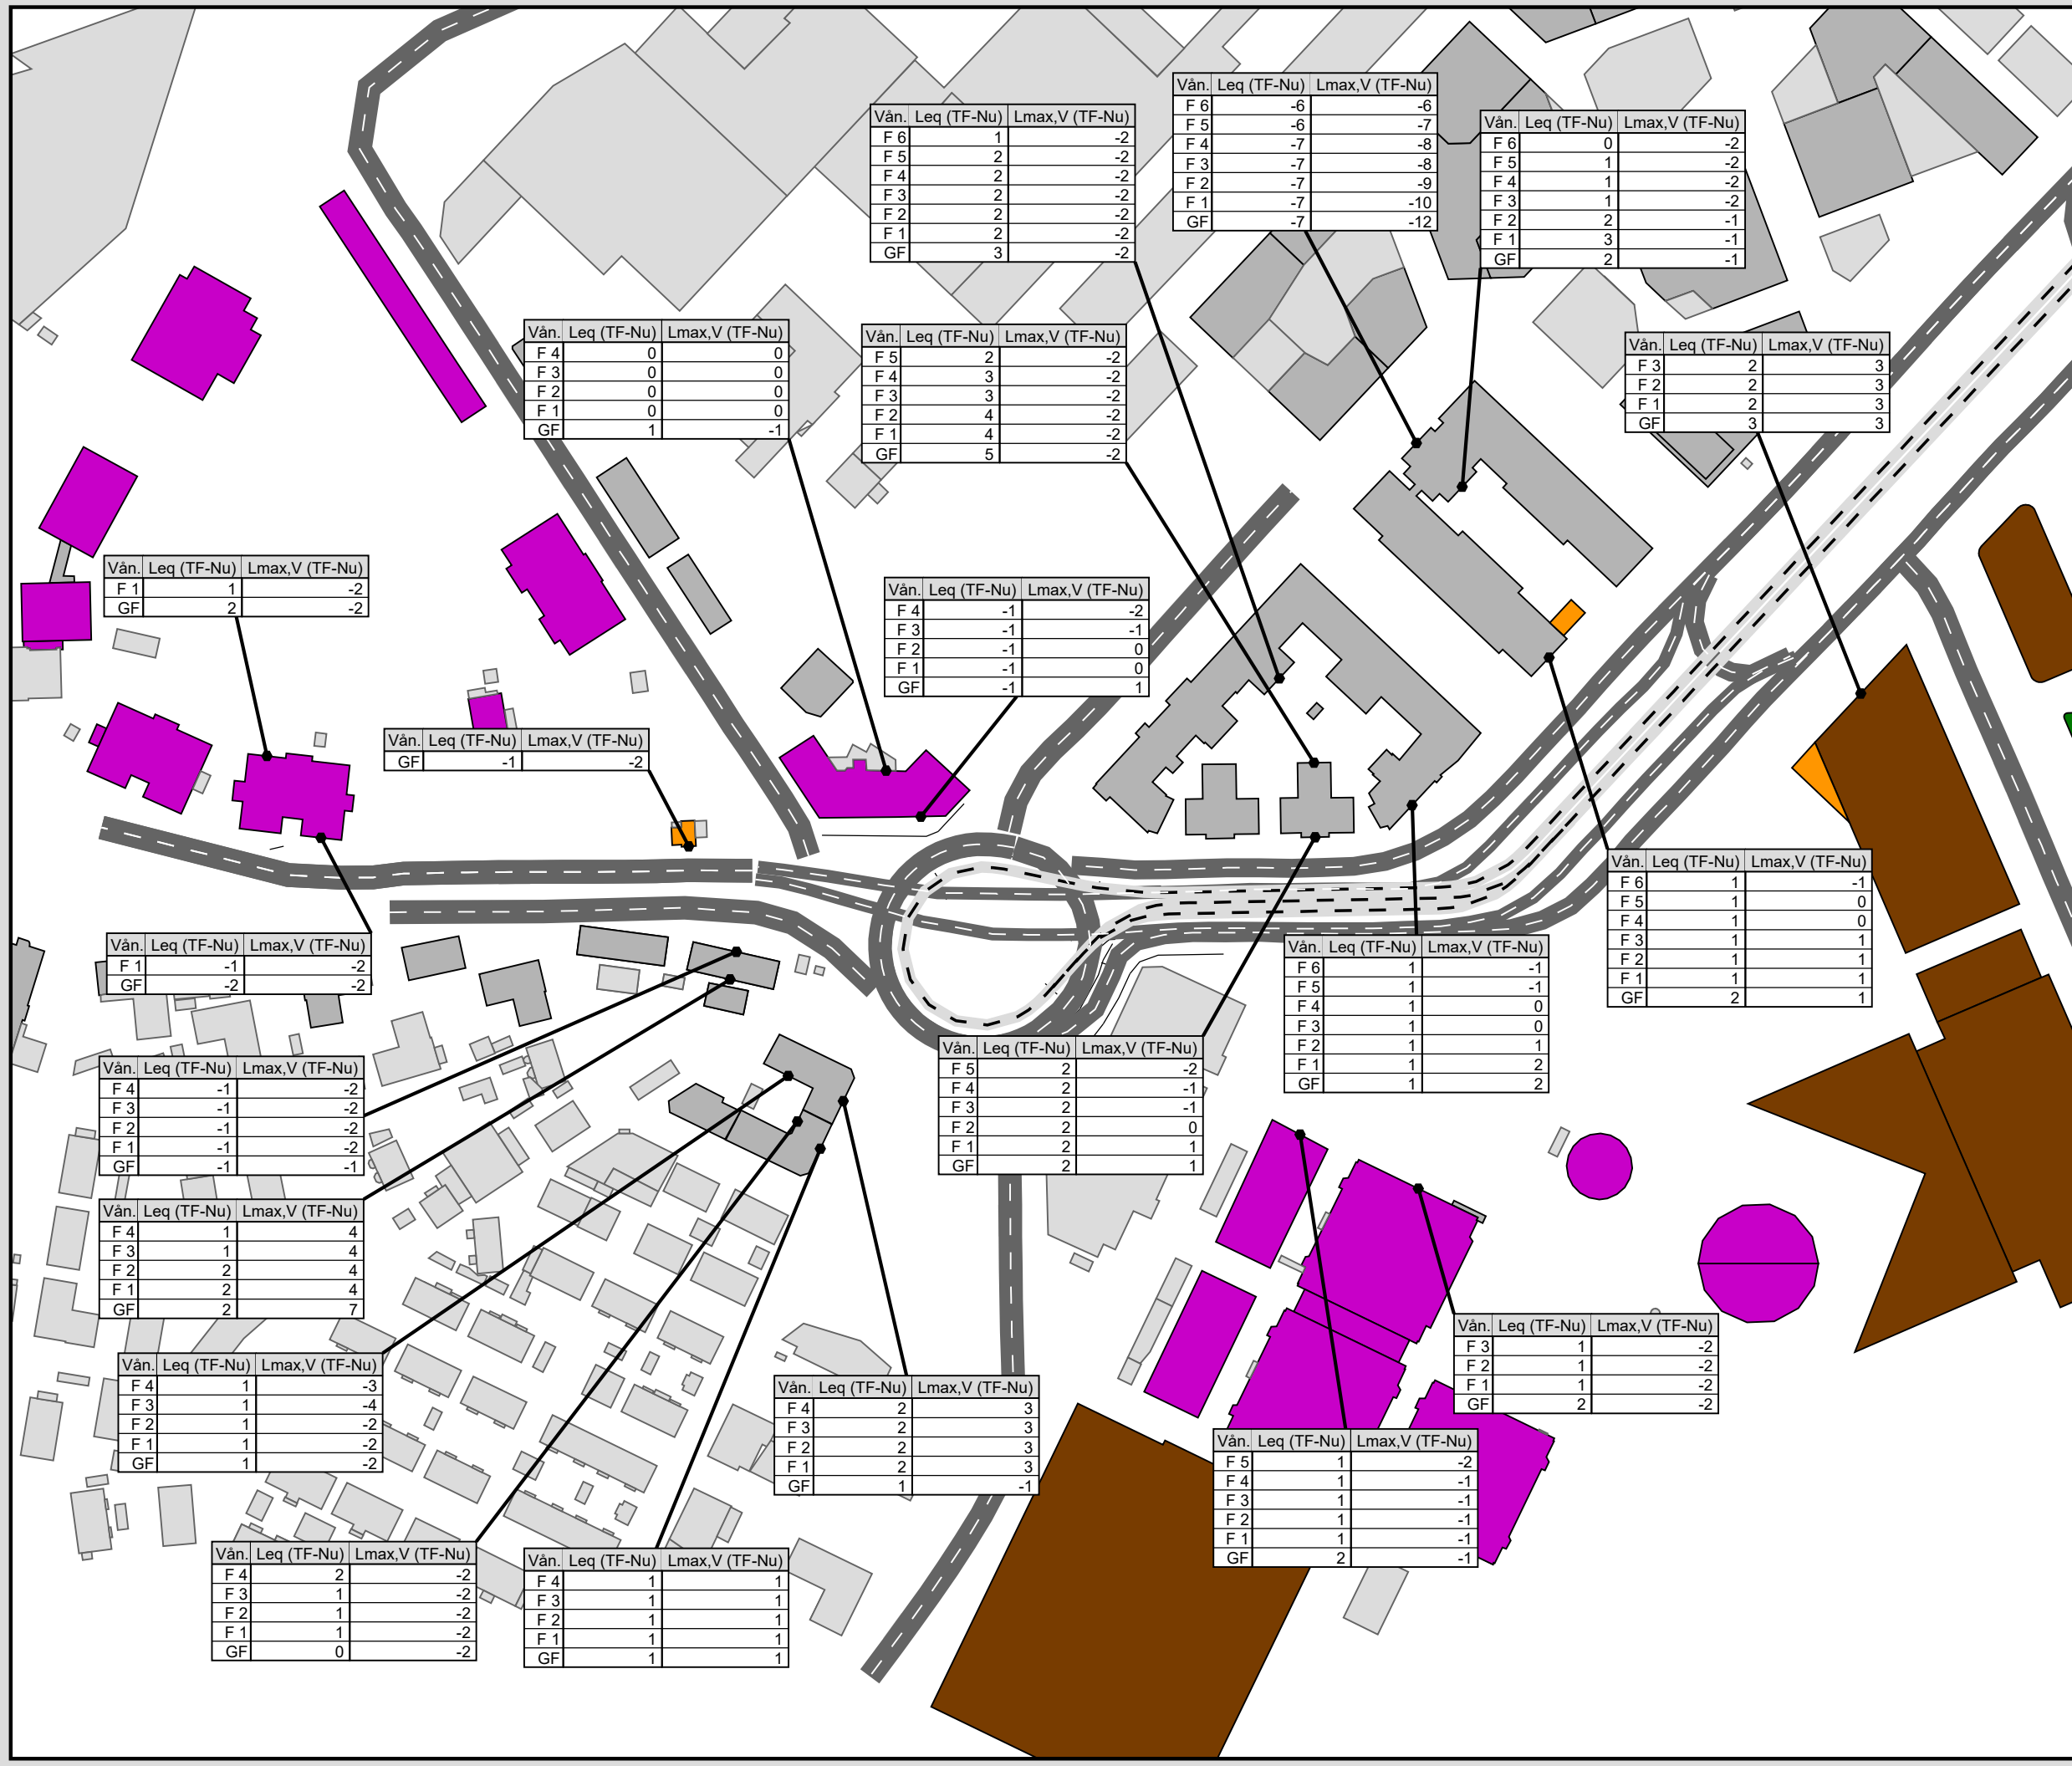 Vån. Leq (TF-Nu) Lmax,V (TF-Nu)
F 6 -6 -6
F 5 -6 -7
F 4 -7 -8
F 3 -7 -8
F 2 -7 -9
F 1 -7 -10
GF -7 -12
Vån. Leq (TF-Nu) Lmax,V (TF-Nu)
F 6 1 -2
F 5 2 -2
F 4 2 -2
F 3 2 -2
F 2 2 -2
F 1 2 -2
GF 3 -2
Vån. Leq (TF-Nu) Lmax,V (TF-Nu)
F 6 0 -2
F 5 1 -2
F 4 1 -2
F 3 1 -2
F 2 2 -1
F 1 3 -1
GF 2 -1
Vån. Leq (TF-Nu) Lmax,V (TF-Nu)
F 4 0 0
F 3 0 0
F 2 0 0
F 1 0 0
GF 1 -1
Vån. Leq (TF-Nu) Lmax,V (TF-Nu)
F 5 2 -2
F 4 3 -2
F 3 3 -2
F 2 4 -2
F 1 4 -2
GF 5 -2
Vån. Leq (TF-Nu) Lmax,V (TF-Nu)
F 3 2 3
F 2 2 3
F 1 2 3
GF 3 3
Vån. Leq (TF-Nu) Lmax,V (TF-Nu)
F 1 1 -2
GF 2 -2
Vån. Leq (TF-Nu) Lmax,V (TF-Nu)
F 4 -1 -2
F 3 -1 -1
F 2 -1 0
F 1 -1 0
GF -1 1
Vån. Leq (TF-Nu) Lmax,V (TF-Nu)
GF -1 -2
Vån. Leq (TF-Nu) Lmax,V (TF-Nu)
F 6 1 -1
F 5 1 0
F 4 1 0
F 3 1 1
F 2 1 1
F 1 1 1
GF 2 1
Vån. Leq (TF-Nu) Lmax,V (TF-Nu)
F 1 -1 -2
GF -2 -2
Vån. Leq (TF-Nu) Lmax,V (TF-Nu)
F 6 1 -1
F 5 1 -1
F 4 1 0
F 3 1 0
F 2 1 1
F 1 1 2
GF 1 2
Vån. Leq (TF-Nu) Lmax,V (TF-Nu)
F 5 2 -2
F 4 2 -1
F 3 2 -1
F 2 2 0
F 1 2 1
GF 2 1
Vån. Leq (TF-Nu) Lmax,V (TF-Nu)
F 4 -1 -2
F 3 -1 -2
F 2 -1 -2
F 1 -1 -2
GF -1 -1
Vån. Leq (TF-Nu) Lmax,V (TF-Nu)
F 4 1 4
F 3 1 4
F 2 2 4
F 1 2 4
GF 2 7
Vån. Leq (TF-Nu) Lmax,V (TF-Nu)
F 3 1 -2
F 2 1 -2
F 1 1 -2
GF 2 -2
Vån. Leq (TF-Nu) Lmax,V (TF-Nu)
F 4 1 -3
F 3 1 -4
F 2 1 -2
F 1 1 -2
GF 1 -2
Vån. Leq (TF-Nu) Lmax,V (TF-Nu)
F 4 2 3
F 3 2 3
F 2 2 3
F 1 2 3
GF 1 -1
Vån. Leq (TF-Nu) Lmax,V (TF-Nu)
F 5 1 -2
F 4 1 -1
F 3 1 -1
F 2 1 -1
F 1 1 -1
GF 2 -1
Vån. Leq (TF-Nu) Lmax,V (TF-Nu)
F 4 2 -2
F 3 1 -2
F 2 1 -2
F 1 1 -2
GF 0 -2
Vån. Leq (TF-Nu) Lmax,V (TF-Nu)
F 4 1 1
F 3 1 1
F 2 1 1
F 1 1 1
GF 1 1